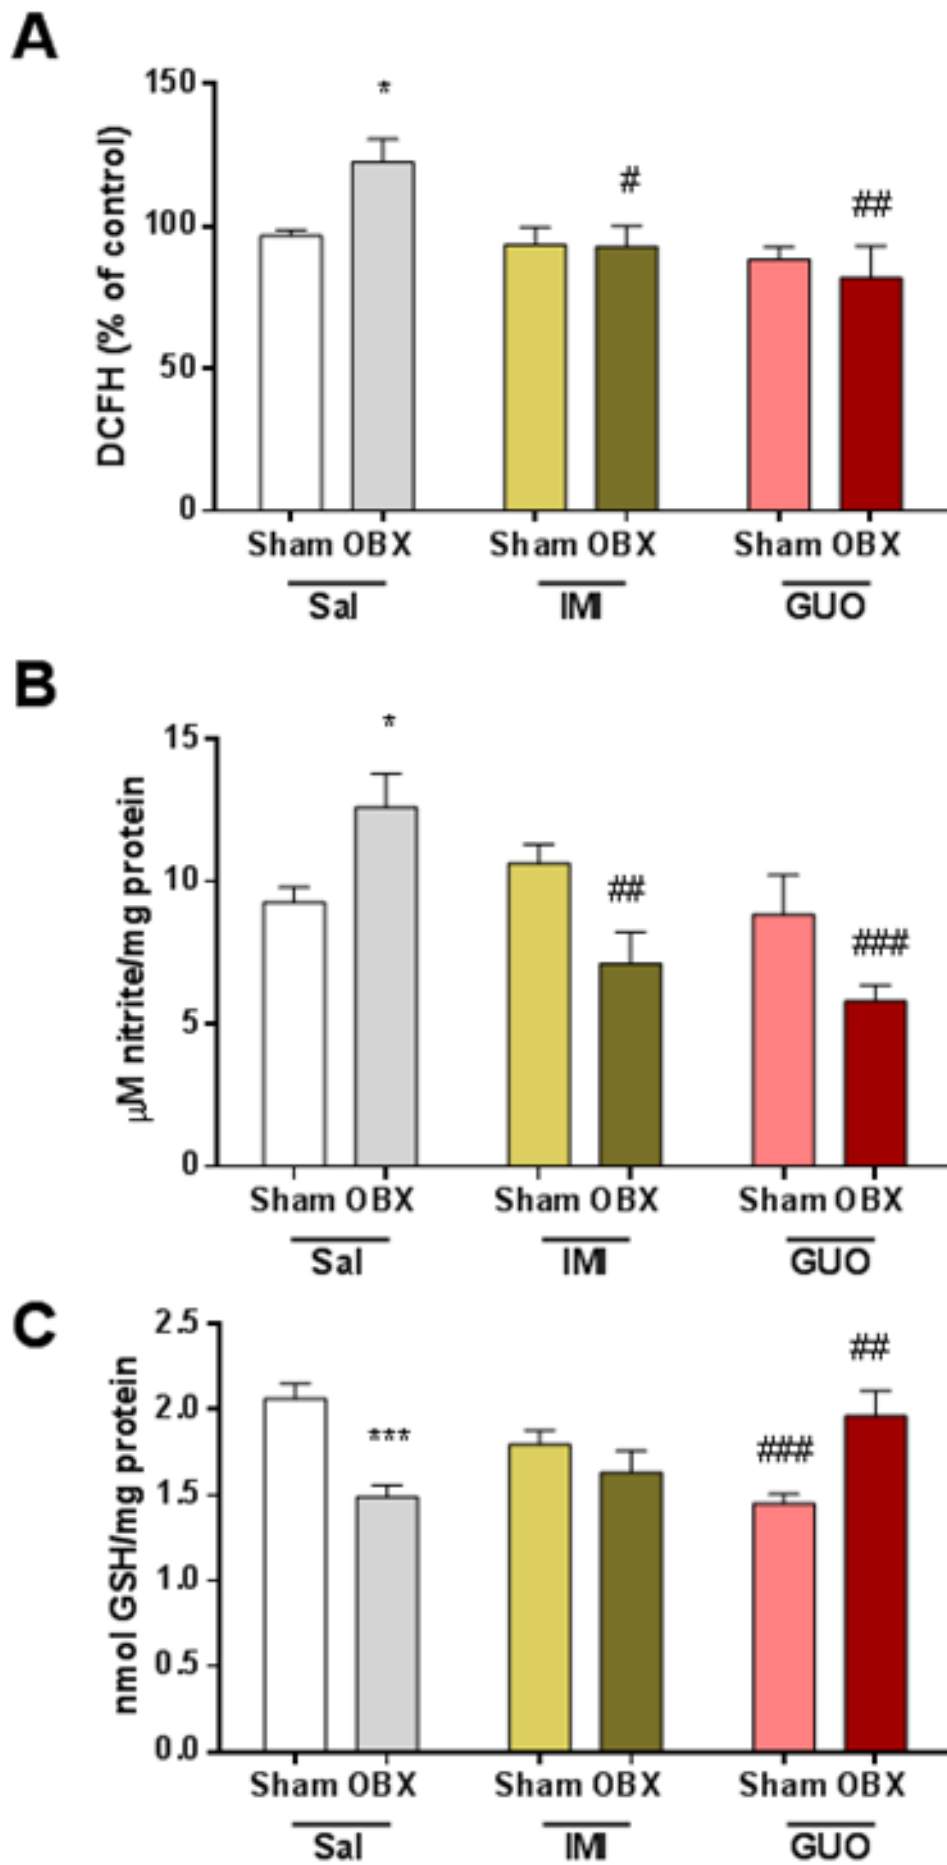 A
DCFH (% of control)
150
100
50
0
*
#
##
Sham OBX Sham OBX Sham OBX
Sal IMI GUO
B
µM nitrite/mg protein
15
10
5
0
*
##
###
Sham OBX Sham OBX Sham OBX
Sal IMI GUO
C
nmol GSH/mg protein
2.5
2.0
1.5
1.0
0.5
0.0
***
###
##
Sham OBX Sham OBX Sham OBX
Sal IMI GUO